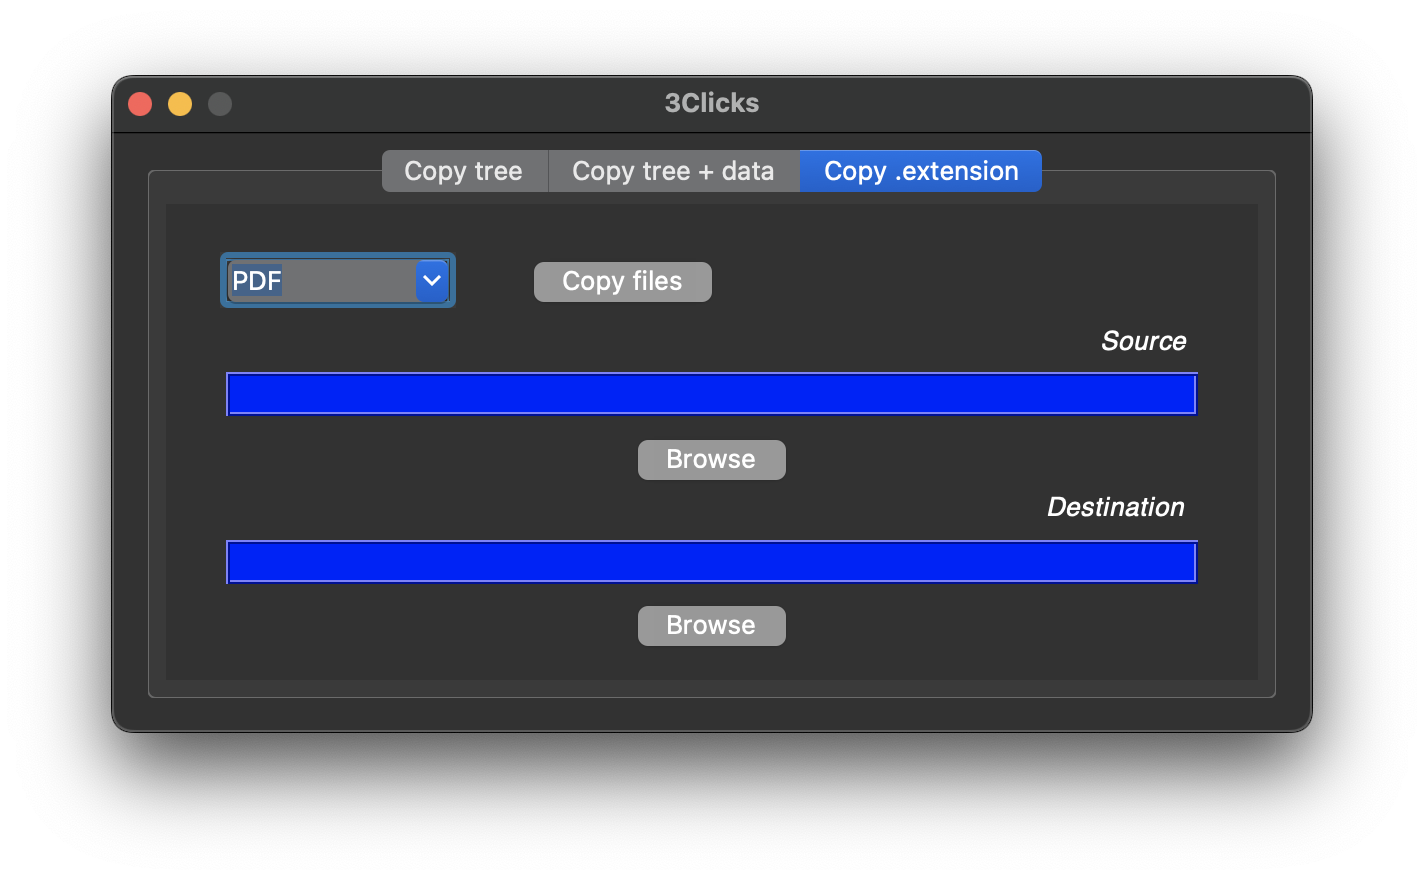 3Clicks
Copy tree Copy tree + data Copy .extension
PDF Copy files
Source
Browse
Destination
Browse